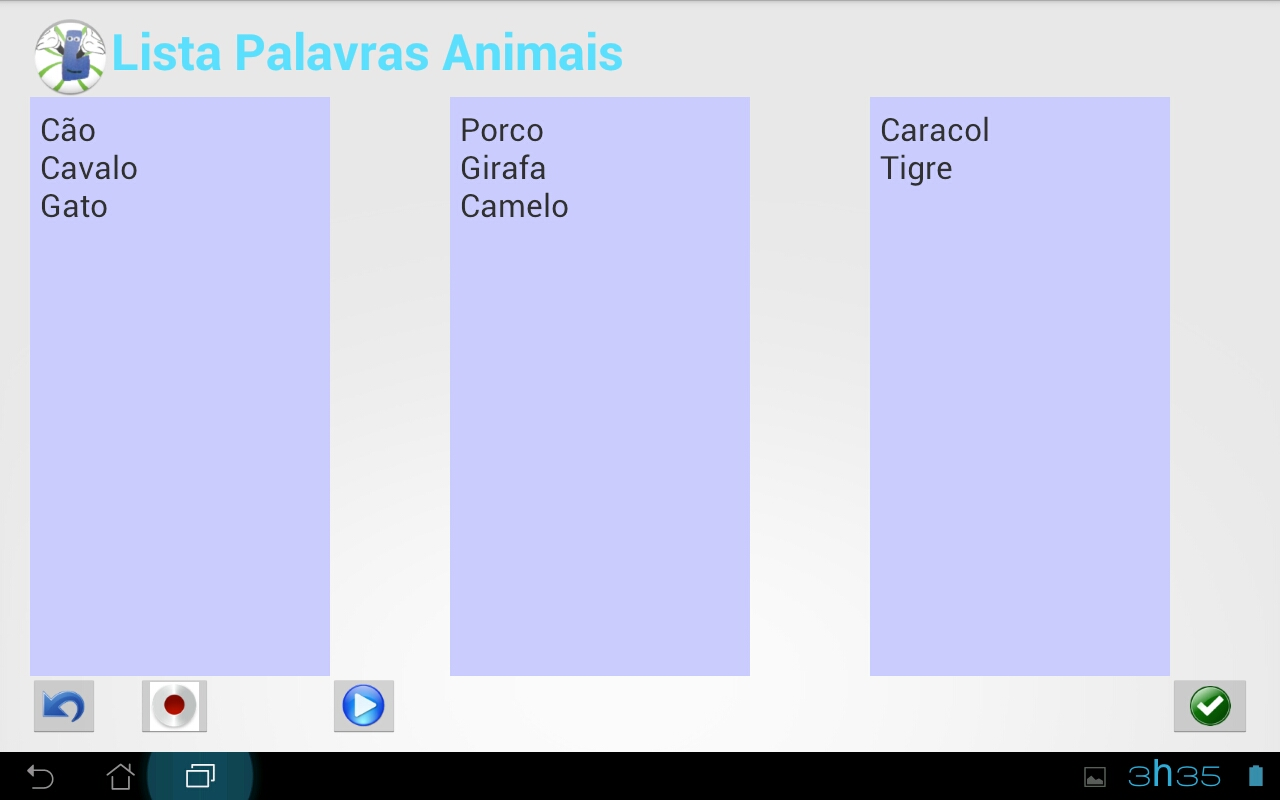 Lista Palavras Animais
Cão
Cavalo
Gato
Porco
Girafa
Camelo
Caracol
Tigre
3h35